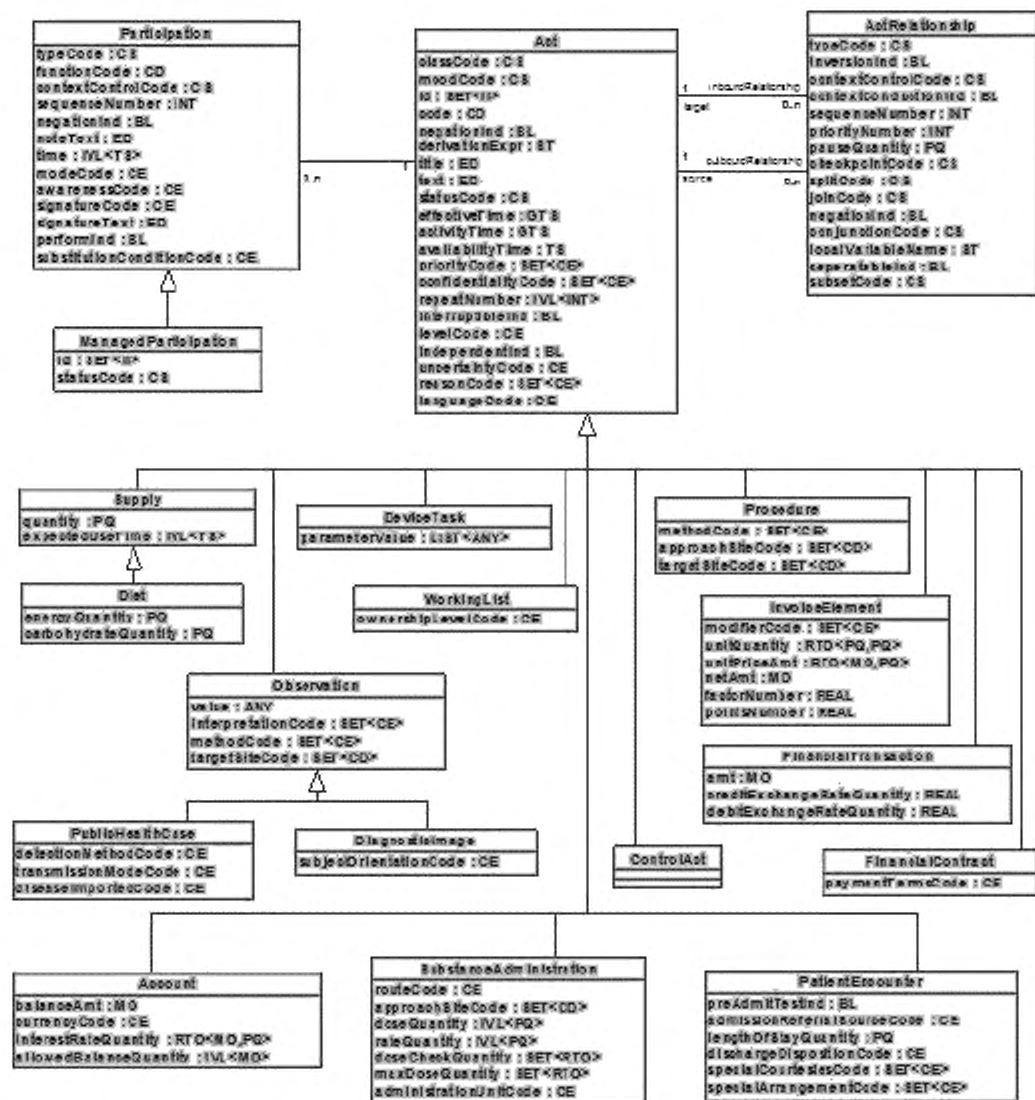 Participation
typeCode : CS
functionCode : CD
contextControlCode : CS
sequenceNumber : INT
negationInd : BL
noteText : ED
time : IVL<TS>
modeCode : CE
awarenessCode : CE
signatureCode : CE
signatureText : ED
performInd : BL
substitutionConditionCode : CE
ManagedParticipation
id : SET<II>
statusCode : CS
Act
classCode : CS
moodCode : CS
id : SET<II>
code : CD
negationInd : BL
derivationExpr : ST
title : ED
text : ED
statusCode : CS
effectiveTime : GTS
activityTime : GTS
availabilityTime : TS
priorityCode : SET<CE>
confidentialityCode : SET<CE>
repeatNumber : IVL<INT>
interruptibleInd : BL
levelCode : CE
independentInd : BL
uncertaintyCode : CE
reasonCode : SET<CE>
languageCode : CE
ActRelationship
typeCode : CS
inversionInd : BL
contextControlCode : CS
contextConductionInd : BL
sequenceNumber : INT
priorityNumber : INT
pauseQuantity : PQ
checkpointCode : CS
splitCode : CS
joinCode : CS
negationInd : BL
conjunctionCode : CS
localVariableName : ST
seperatableInd : BL
subsetCode : CS
0..n
1
1
inboundRelationship
target
0..n
1
outboundRelationship
source
0..n
Supply
quantity : PQ
expectedUseTime : IVL<TS>
Diet
energyQuantity : PQ
carbohydrateQuantity : PQ
DeviceTask
parameterValue : LIST<ANY>
WorkingList
ownershipLevelCode : CE
Procedure
methodCode : SET<CE>
approachSiteCode : SET<CD>
targetSiteCode : SET<CD>
InvoiceElement
modifierCode : SET<CE>
unitQuantity : RTO<PQ,PQ>
unitPriceAmt : RTO<MO,PQ>
netAmt : MO
factorNumber : REAL
pointsNumber : REAL
Observation
value : ANY
interpretationCode : SET<CE>
methodCode : SET<CE>
targetSiteCode : SET<CD>
FinancialTransaction
amt : MO
creditExchangeRateQuantity : REAL
debitExchangeRateQuantity : REAL
PublicHealthCase
detectionMethodCode : CE
transmissionModeCode : CE
diseaseImportedCode : CE
DiagnosticImage
subjectOrientationCode : CE
ControlAct
FinancialContract
paymentTermsCode : CE
Account
balanceAmt : MO
currencyCode : CE
interestRateQuantity : RTO<MO,PQ>
allowedBalanceQuantity : IVL<MO>
SubstanceAdministration
routeCode : CE
approachSiteCode : SET<CD>
doseQuantity : IVL<PQ>
rateQuantity : IVL<PQ>
doseCheckQuantity : SET<RTO>
maxDoseQuantity : SET<RTO>
administrationUnitCode : CE
PatientEncounter
preAdmitTestInd : BL
admissionReferralSourceCode : CE
lengthOfStayQuantity : PQ
dischargeDispositionCode : CE
specialCourtesiesCode : SET<CE>
specialArrangementCode : SET<CE>